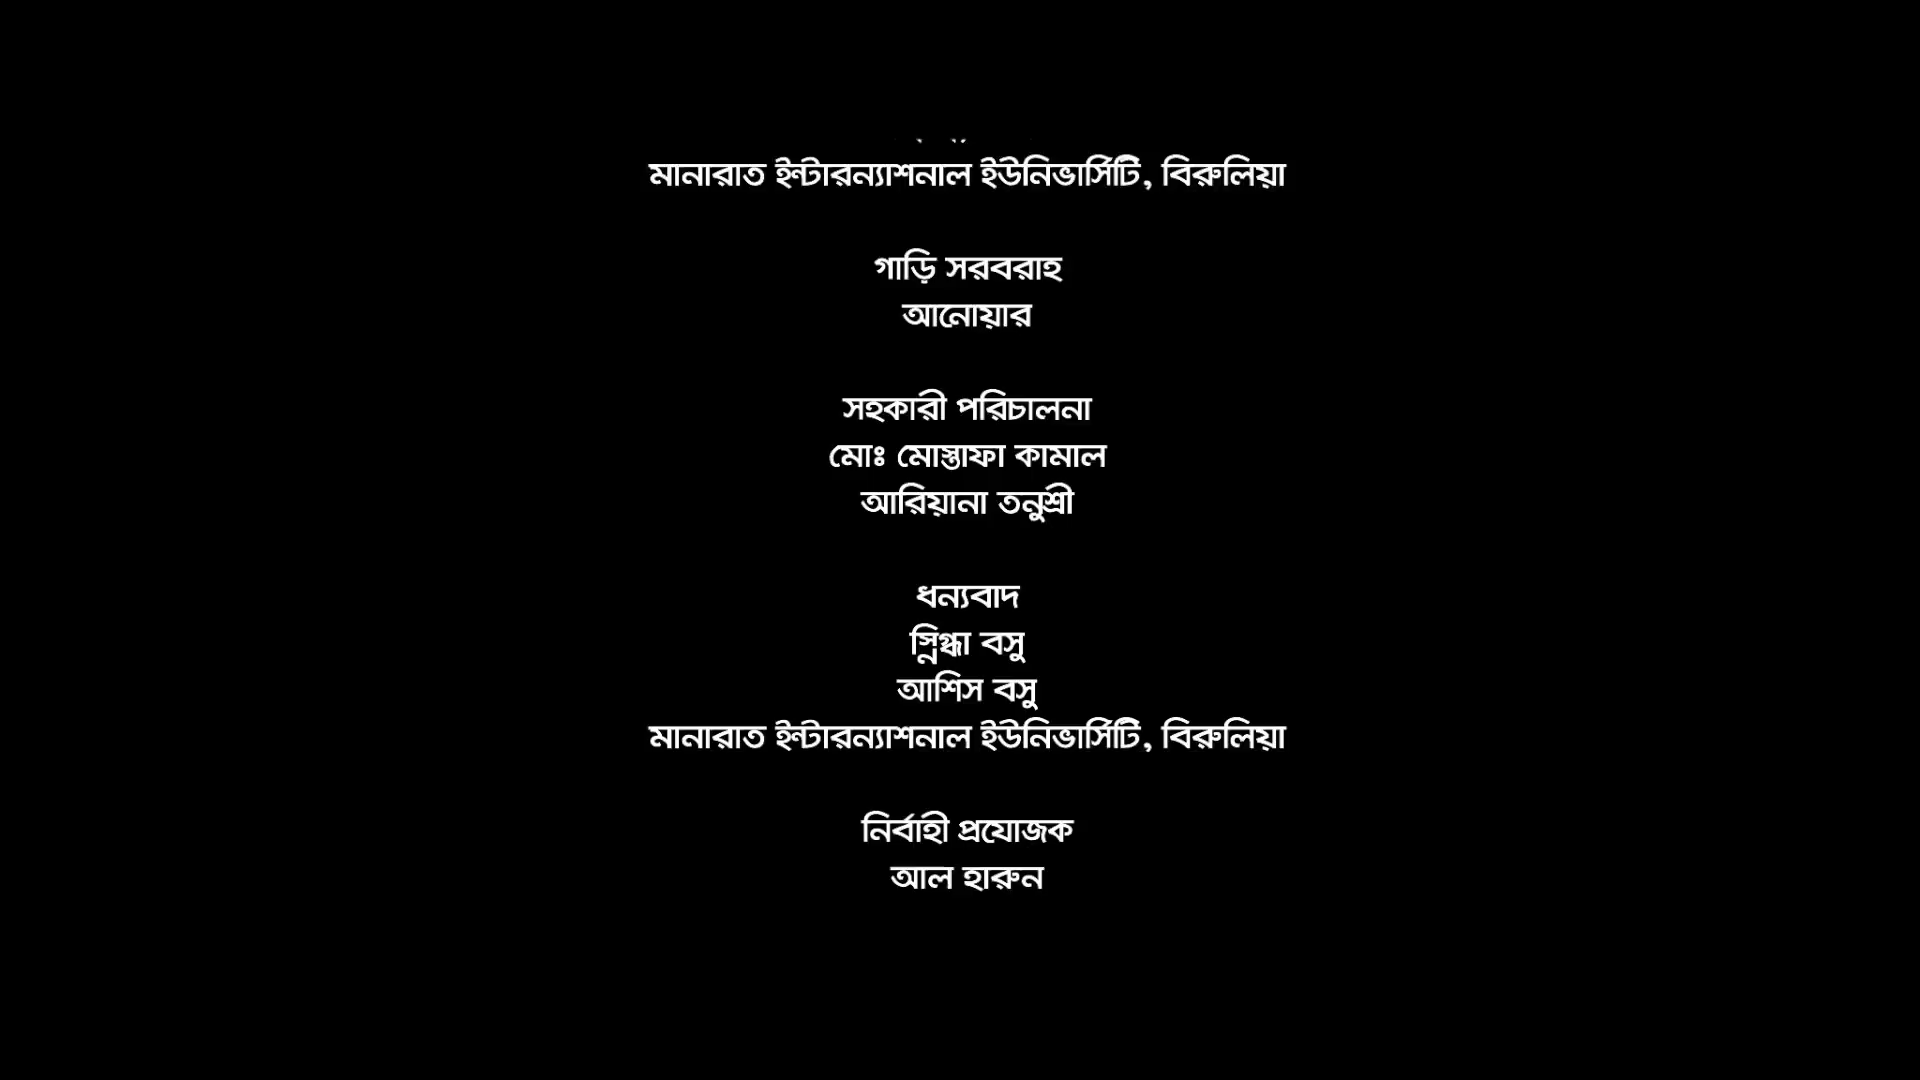 মানারাত ইন্টারন্যাশনাল ইউনিভার্সিটি, বিরুলিয়া
গাড়ি সরবরাহ
আনোয়ার
সহকারী পরিচালনা
মোঃ মোস্তাফা কামাল
আরিয়ানা তনুশ্রী
ধন্যবাদ
স্নিগ্ধা বসু
আশিস বসু
মানারাত ইন্টারন্যাশনাল ইউনিভার্সিটি, বিরুলিয়া
নির্বাহী প্রযোজক
আল হারুন